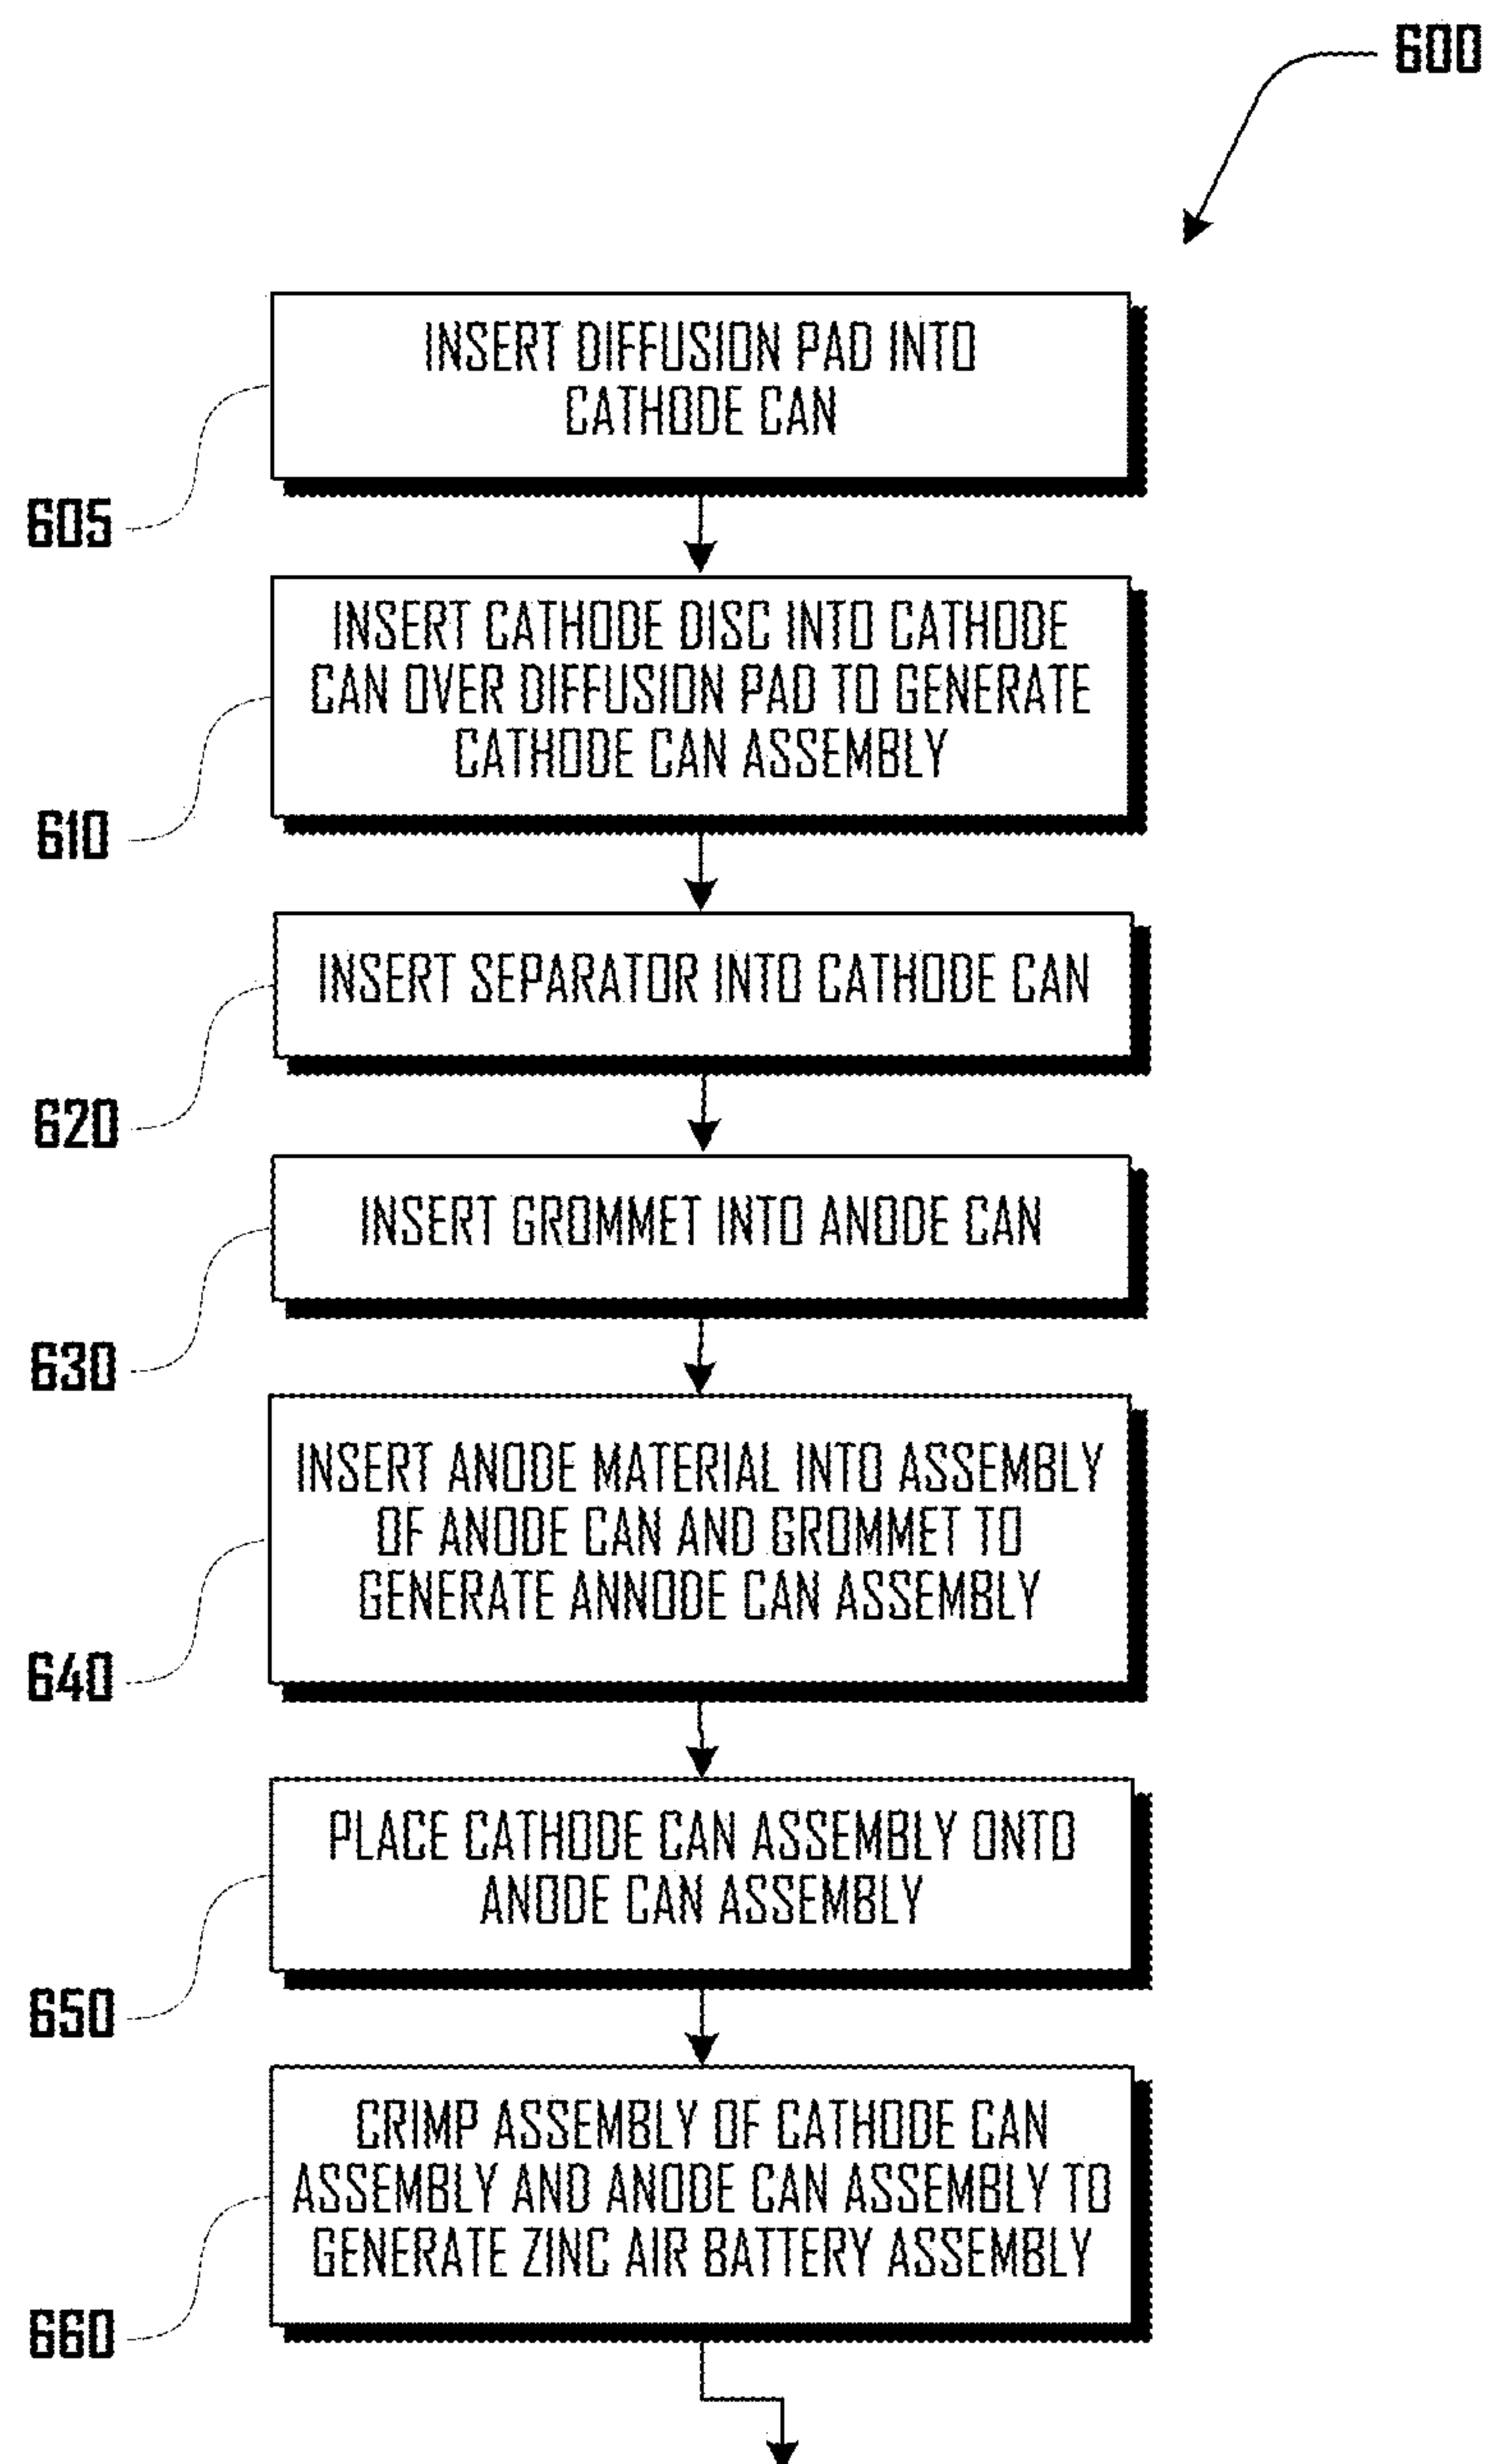 600
INSERT DIFFUSION PAD INTO
CATHODE CAN
605
INSERT CATHODE DISC INTO CATHODE
CAN OVER DIFFUSION PAD TO GENERATE
CATHODE CAN ASSEMBLY
610
INSERT SEPARATOR INTO CATHODE CAN
620
INSERT GROMMET INTO ANODE CAN
630
INSERT ANODE MATERIAL INTO ASSEMBLY
OF ANODE CAN AND GROMMET TO
GENERATE ANNODE CAN ASSEMBLY
640
PLACE CATHODE CAN ASSEMBLY ONTO
ANODE CAN ASSEMBLY
650
CRIMP ASSEMBLY OF CATHODE CAN
ASSEMBLY AND ANODE CAN ASSEMBLY TO
GENERATE ZINC AIR BATTERY ASSEMBLY
660